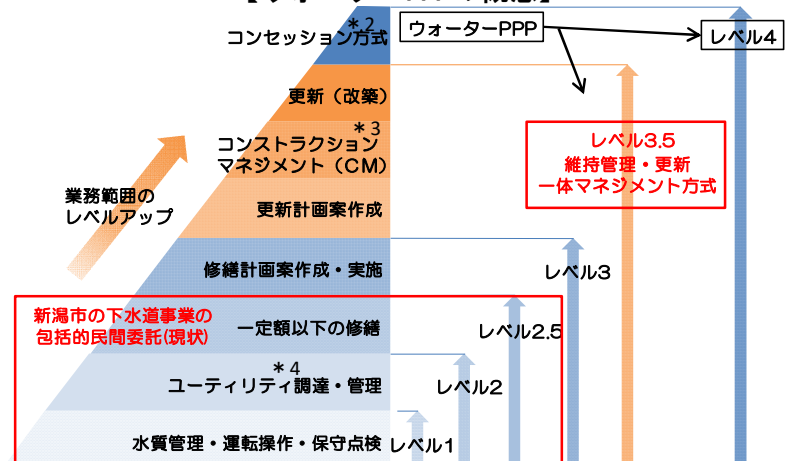 ＊2
コンセッション方式
ウォーターPPP
レベル4
更新（改築）
＊3
コンストラクション
マネジメント（CM）
レベル3.5
維持管理・更新
一体マネジメント方式
業務範囲の
レベルアップ
更新計画案作成
修繕計画案作成・実施
レベル3
新潟市の下水道事業の
包括的民間委託(現状)
一定額以下の修繕
レベル2.5
＊4
ユーティリティ調達・管理
レベル2
水質管理・運転操作・保守点検
レベル1